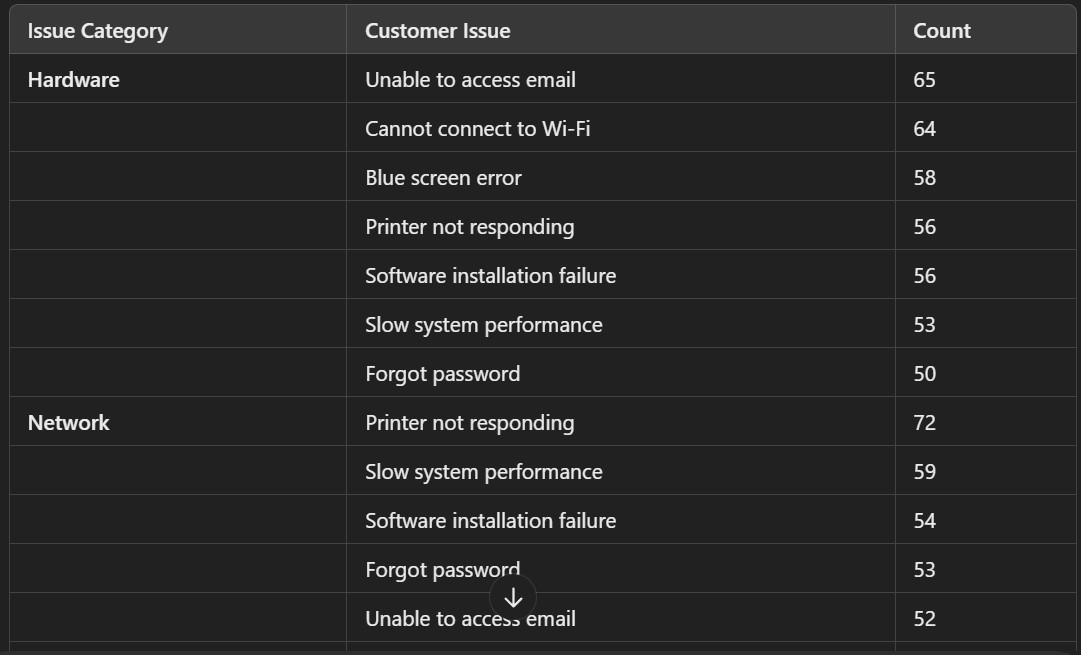 Issue Category Customer Issue Count
Hardware Unable to access email 65
Cannot connect to Wi-Fi 64
Blue screen error 58
Printer not responding 56
Software installation failure 56
Slow system performance 53
Forgot password 50
Network Printer not responding 72
Slow system performance 59
Software installation failure 54
Forgot password 53
Unable to access email 52